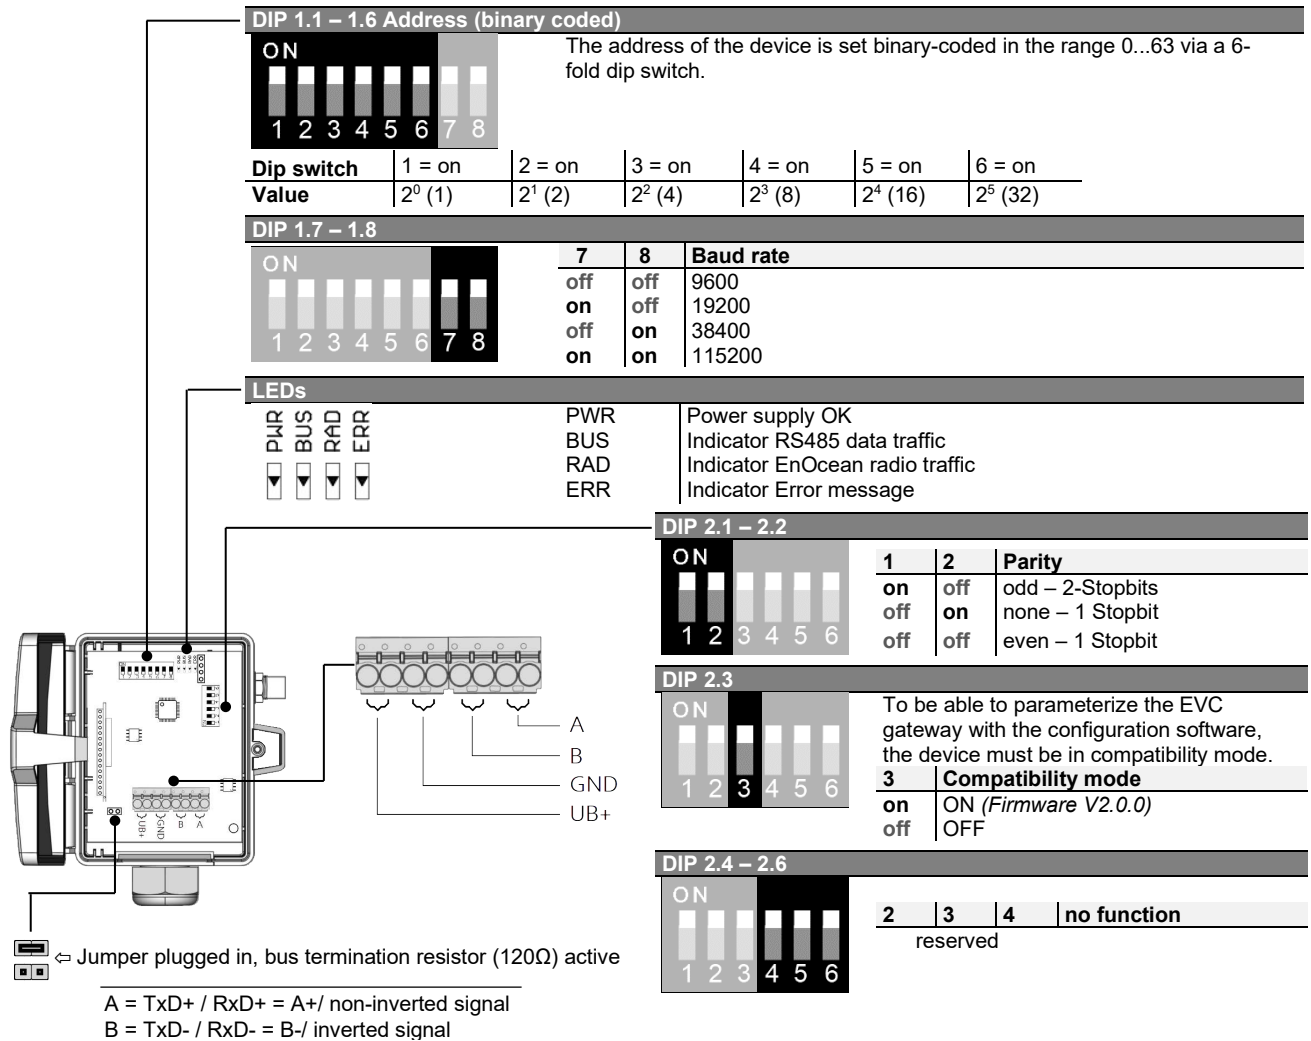 DIP 1.1 – 1.6 Address (binary coded)
ON
1 2 3 4 5 6 7 8
The address of the device is set binary-coded in the range 0...63 via a 6-
fold dip switch.
Dip switch 1 = on 2 = on 3 = on 4 = on 5 = on 6 = on
Value 2⁰ (1) 2¹ (2) 2² (4) 2³ (8) 2⁴ (16) 2⁵ (32)
DIP 1.7 – 1.8
ON
1 2 3 4 5 6 7 8
7 8 Baud rate
off off 9600
on off 19200
off on 38400
on on 115200
LEDs
PWR BUS RAD ERR
PWR Power supply OK
BUS Indicator RS485 data traffic
RAD Indicator EnOcean radio traffic
ERR Indicator Error message
DIP 2.1 – 2.2
ON
1 2 3 4 5 6
1 2 Parity
on off odd – 2-Stopbits
off on none – 1 Stopbit
off off even – 1 Stopbit
DIP 2.3
ON
1 2 3 4 5 6
To be able to parameterize the EVC
gateway with the configuration software,
the device must be in compatibility mode.
3 Compatibility mode
on ON (Firmware V2.0.0)
off OFF
DIP 2.4 – 2.6
ON
1 2 3 4 5 6
2 3 4 no function
reserved
A
B
GND
UB+
UB+ GND B A
⇦ Jumper plugged in, bus termination resistor (120Ω) active
A = TxD+ / RxD+ = A+/ non-inverted signal
B = TxD- / RxD- = B-/ inverted signal